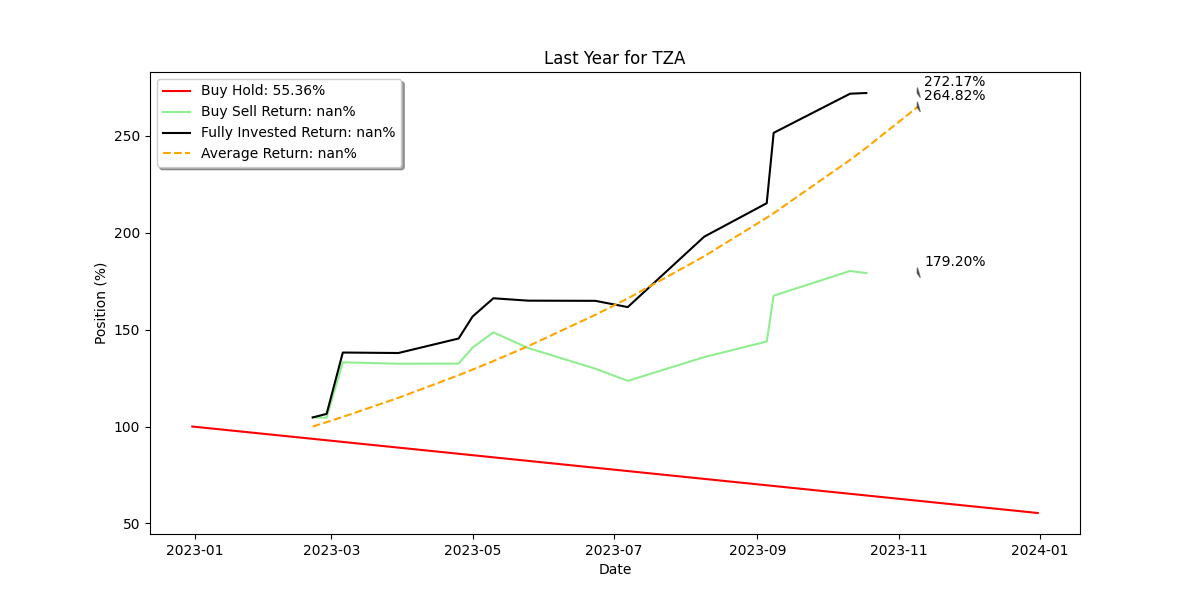 Last Year for TZA
Buy Hold: 55.36%
Buy Sell Return: nan%
Fully Invested Return: nan%
Average Return: nan%
272.17%
264.82%
179.20%
Position (%)
250
200
150
100
50
2023-01
2023-03
2023-05
2023-07
2023-09
2023-11
2024-01
Date